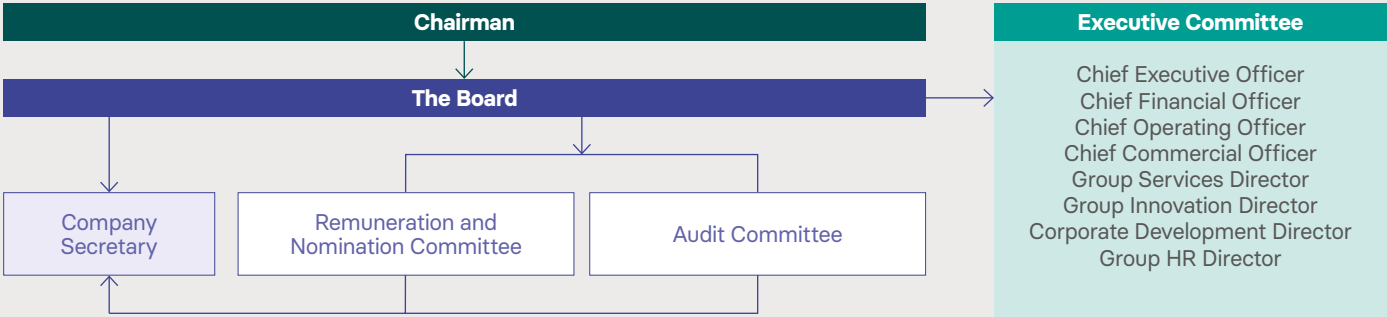 Chairman
The Board
Company
Secretary
Remuneration and
Nomination Committee
Audit Committee
Executive Committee
Chief Executive Officer
Chief Financial Officer
Chief Operating Officer
Chief Commercial Officer
Group Services Director
Group Innovation Director
Corporate Development Director
Group HR Director